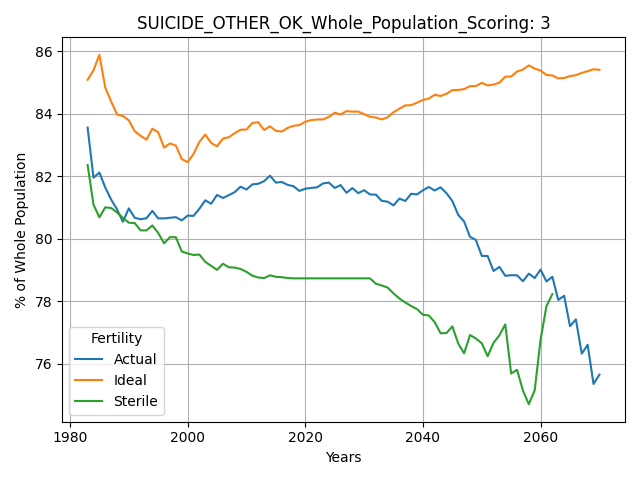 SUICIDE_OTHER_OK_Whole_Population_Scoring: 3
% of Whole Population
86
84
82
80
78
76
Fertility
Actual
Ideal
Sterile
1980 2000 2020 2040 2060
Years